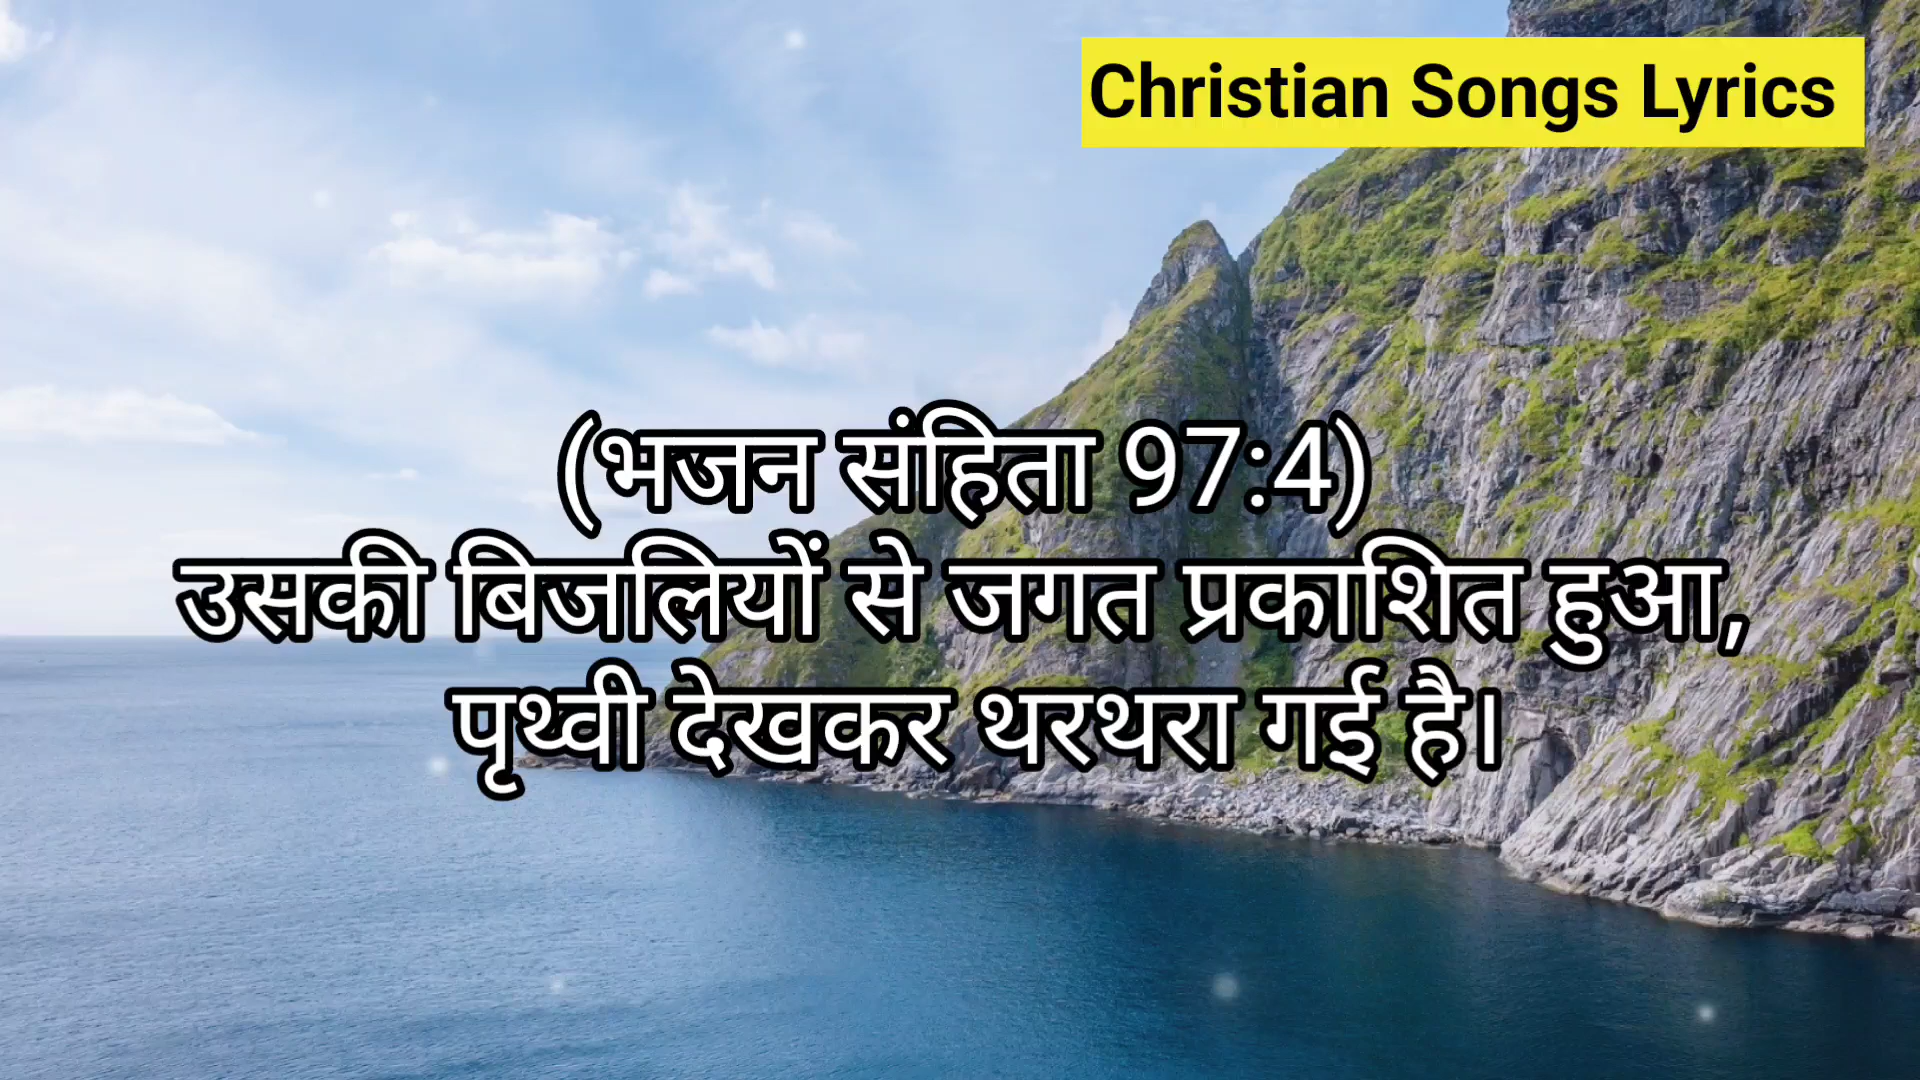 Christian Songs Lyrics
(भजन संहिता 97:4)
उसकी बिजलियों से जगत प्रकाशित हुआ,
पृथ्वी देखकर थरथरा गई है।